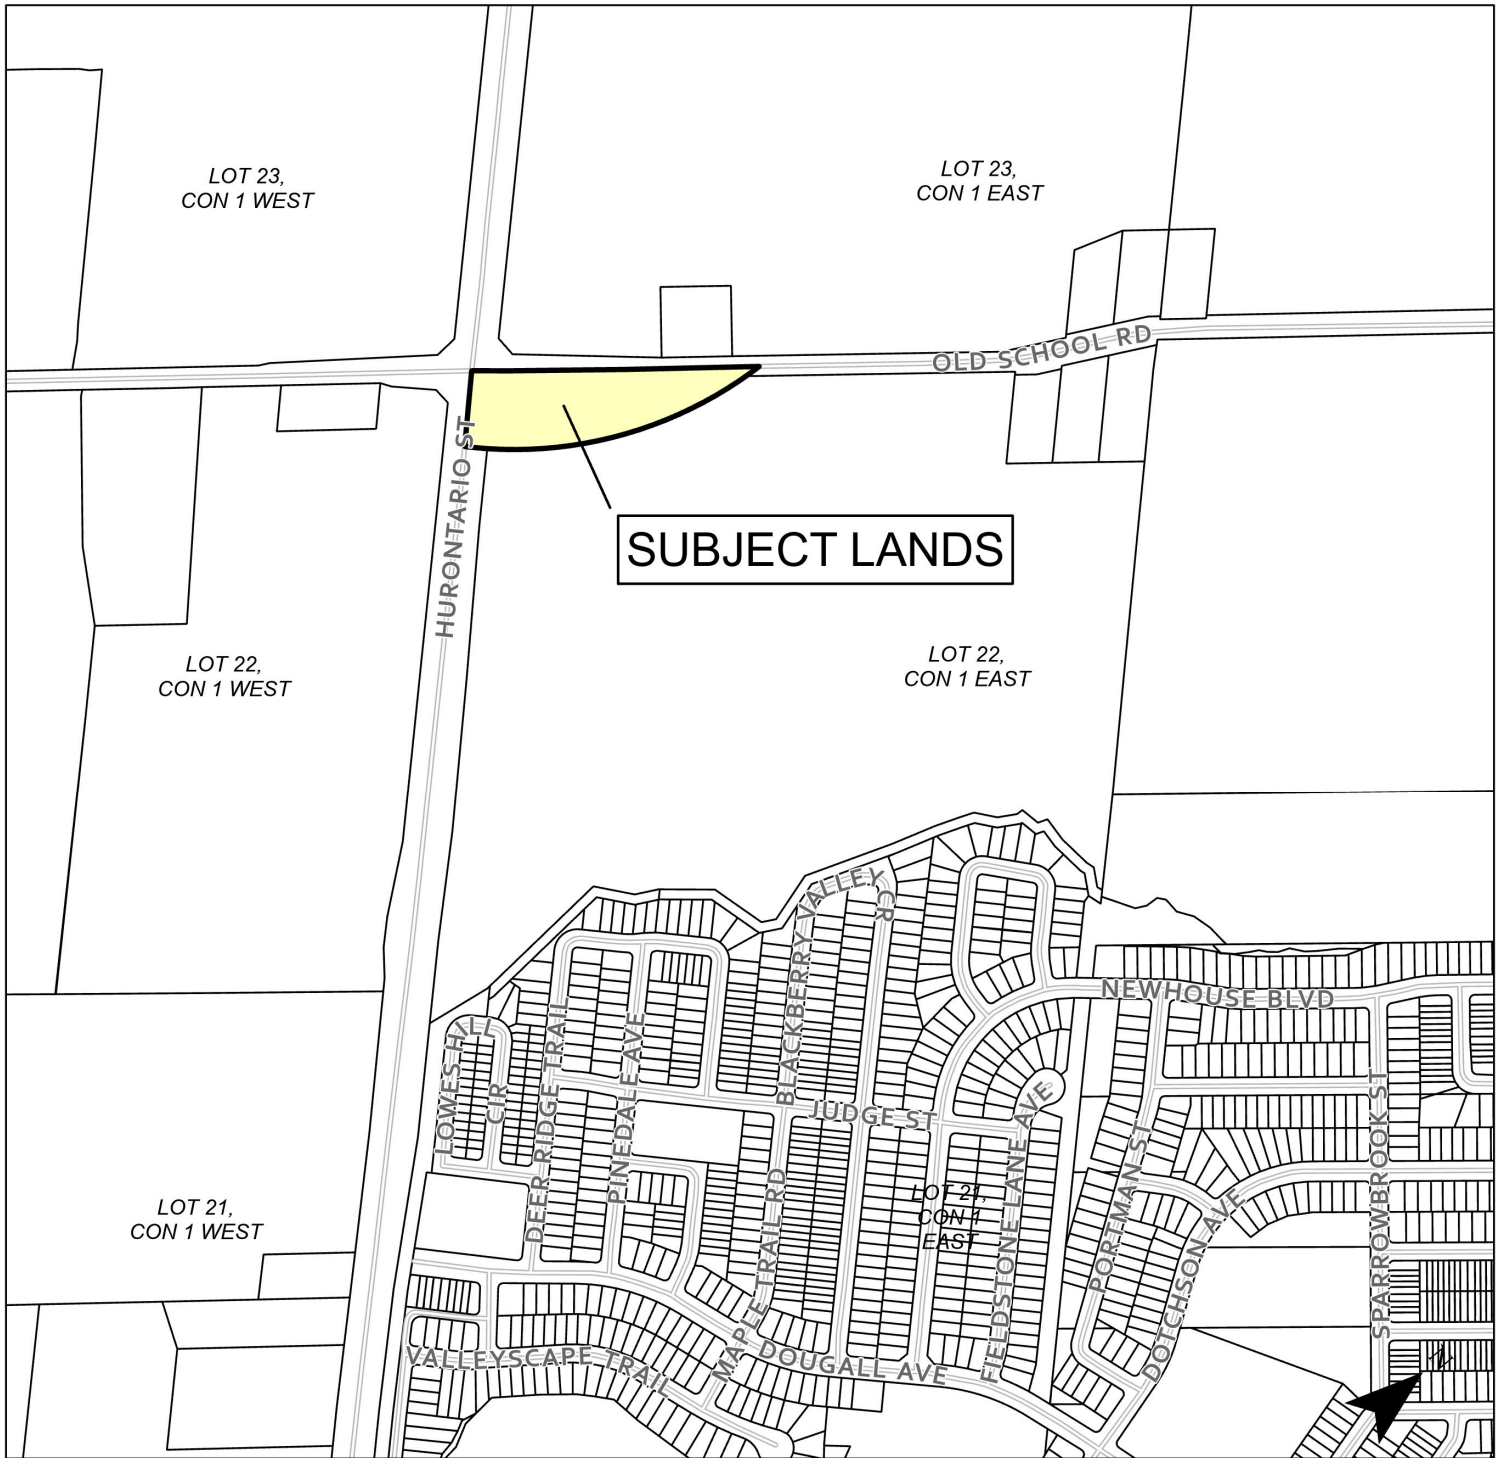 LOT 23,
CON 1 WEST
LOT 23,
CON 1 EAST
OLD SCHOOL RD
HURONTARIO ST
SUBJECT LANDS
LOT 22,
CON 1 WEST
LOT 22,
CON 1 EAST
BLACKBERRY VALLEY CR
NEWHOUSE BLVD
LOWES HILL CIR
DEER RIDGE TRAIL
PINEDALE AVE
JUDGE ST
FIELDSTONE LANE AVE
PORTMAN ST
SPARROWBROOK ST
LOT 21,
CON 1 WEST
MAPLE TRAIL RD
LOT 21,
CON 1
EAST
DOTCHSON AVE
VALLEYSCAPE TRAIL
DOUGALL AVE
N